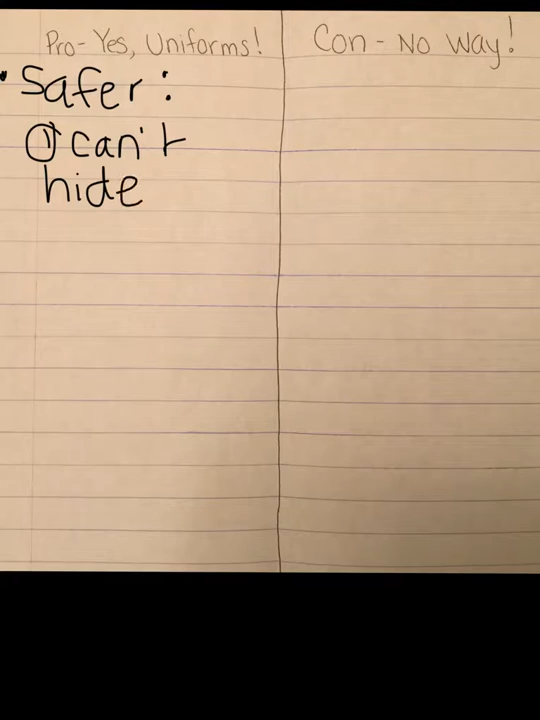 Pro- Yes, Uniforms!
Con - No Way!
• Safer:
① can't
hide